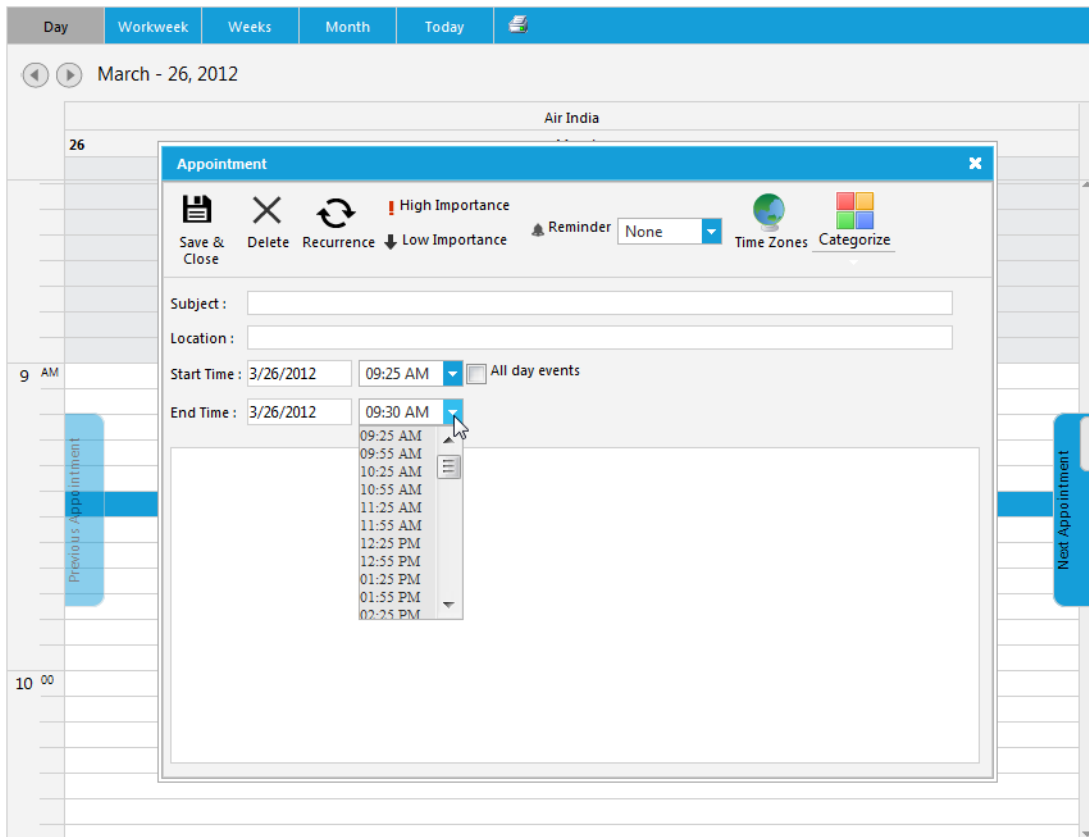 Day Workweek Weeks Month Today
March - 26, 2012
Air India
26
Appointment
Save & Close Delete Recurrence
High Importance
Low Importance
Reminder None
Time Zones Categorize
Subject :
Location :
Start Time : 3/26/2012 09:25 AM All day events
End Time : 3/26/2012 09:30 AM
09:25 AM
09:55 AM
10:25 AM
10:55 AM
11:25 AM
11:55 AM
12:25 PM
12:55 PM
01:25 PM
01:55 PM
02:25 PM
9 AM
10 00
Previous Appointment
Next Appointment